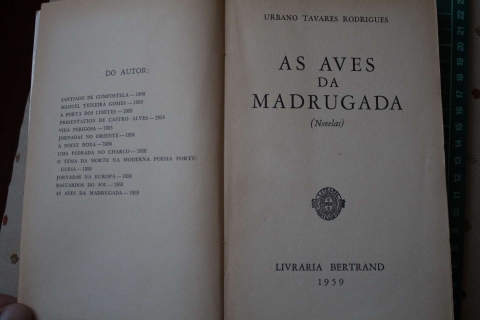 DO AUTOR:
SANTIAGO DE COMPOSTELA — 1949
MANUEL TEIXEIRA GOMES — 1950
A PORTA DOS LIMITES — 1952
PRESENTATION DE CASTRO ALVES — 1954
VIDA PERIGOSA — 1955
JORNADAS NO ORIENTE — 1956
A NOITE ROXA — 1956
UMA PEDRADA NO CHARCO — 1958
O TEMA DA MORTE NA MODERNA POESIA PORTU-
GUESA —
JORNADAS NA EUROPA — 1958
BASTARDOS DO SOL — 1959
AS AVES DA MADRUGADA — 1959
URBANO TAVARES RODRIGUES
AS AVES
DA
MADRUGADA
(Novelas)
LIVRARIA BERTRAND
1959